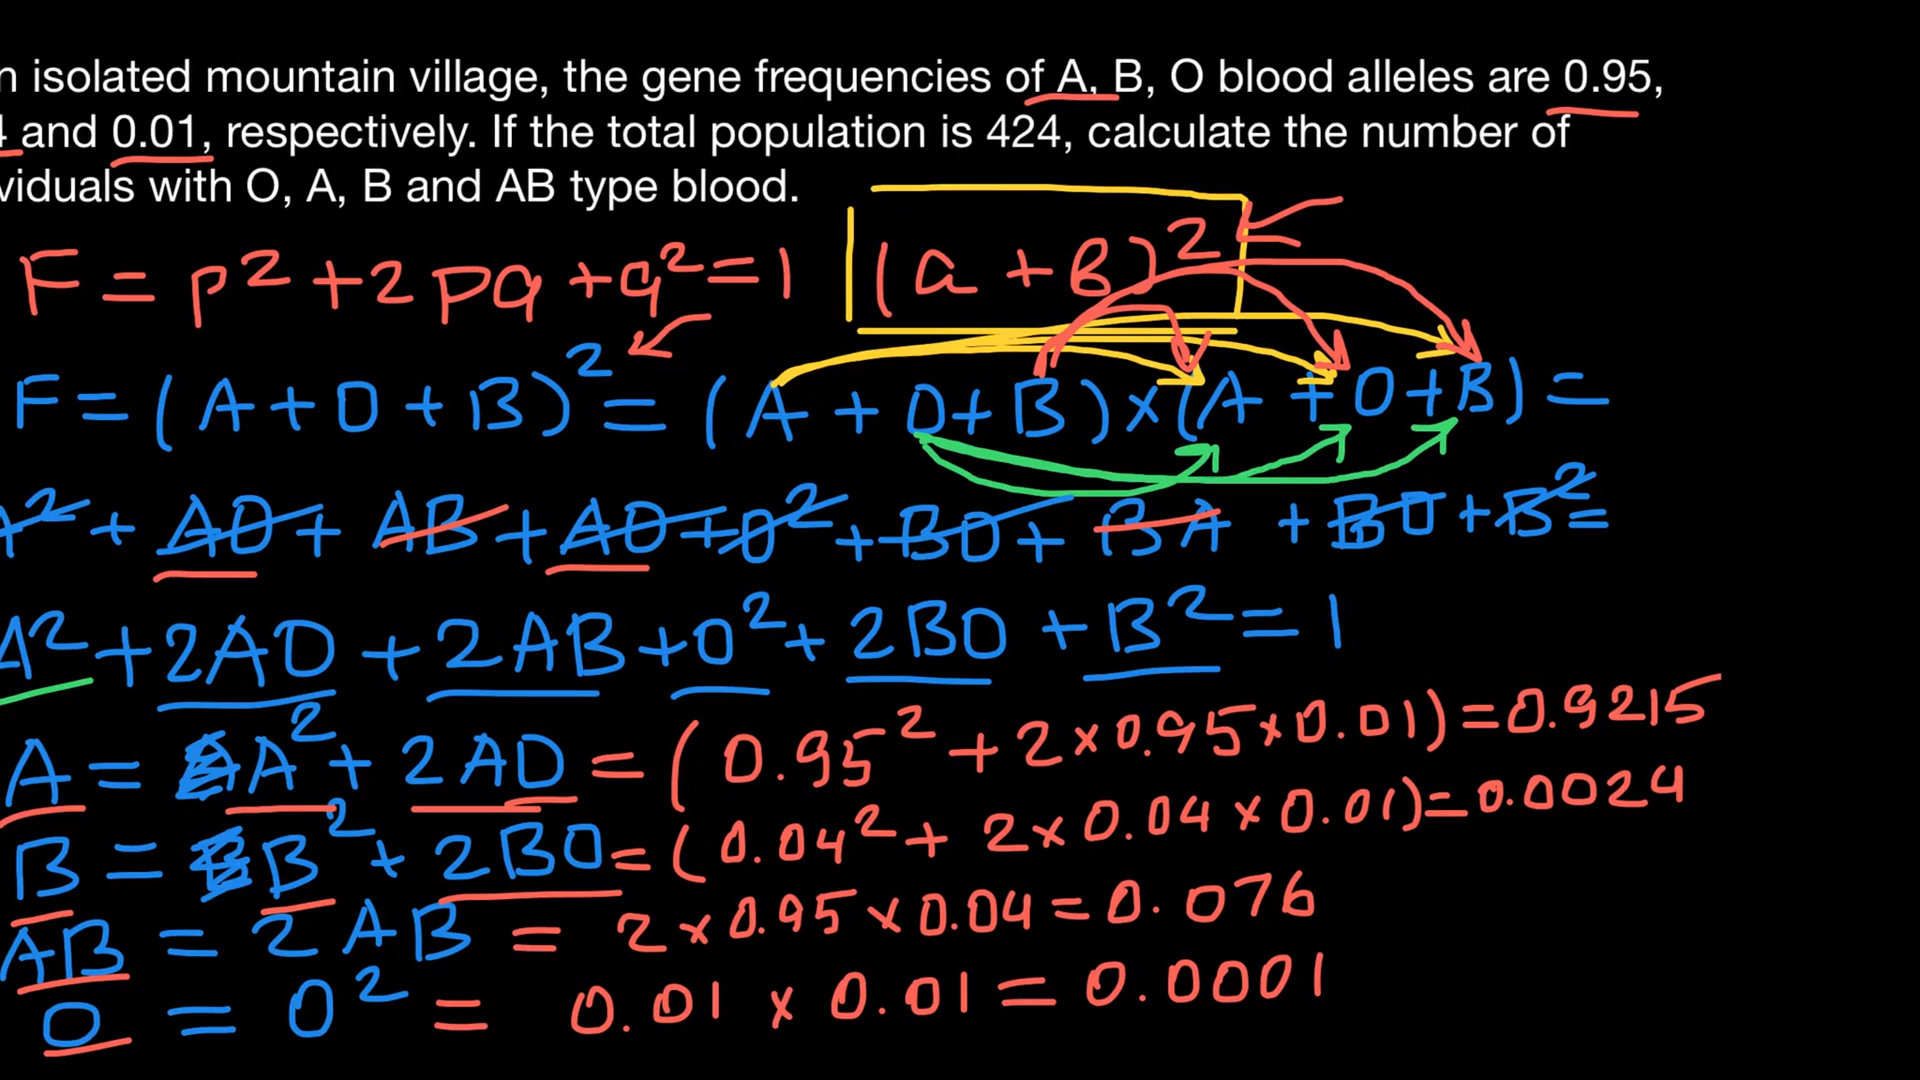 n isolated mountain village, the gene frequencies of A, B, O blood alleles are 0.95,
4 and 0.01, respectively. If the total population is 424, calculate the number of
viduals with O, A, B and AB type blood.
F = p² + 2pq + q² = 1 (a + B)²
F = (A + O + B)² = (A + O + B) × (A + O + B) =
A² + AO + AB + AO + O² + BO + BA + BO + B² =
A² + 2AO + 2AB + O² + 2BO + B² = 1
A = A² + 2AO = (0.95² + 2 × 0.95 × 0.01) = 0.9215
B = B² + 2BO = (0.04² + 2 × 0.04 × 0.01) = 0.0024
AB = 2AB = 2 × 0.95 × 0.04 = 0.076
O = O² = 0.01 × 0.01 = 0.0001